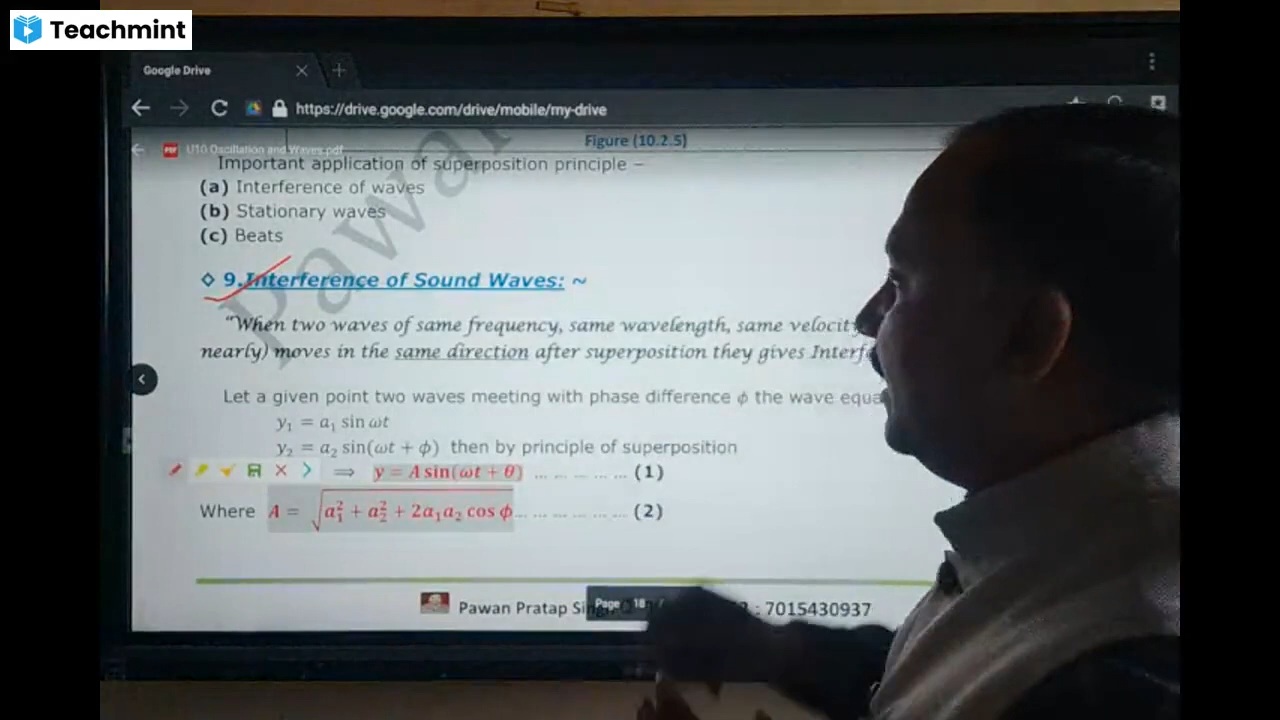 Teachmint
Google Drive
https://drive.google.com/drive/mobile/my-drive
Figure (10.2.5)
U10 Oscillation and Waves.pdf
Important application of superposition principle –
(a) Interference of waves
(b) Stationary waves
(c) Beats
◇ 9.Interference of Sound Waves: ~
“When two waves of same frequency, same wavelength, same velocity
nearly) moves in the same direction after superposition they gives
Let a given point two waves meeting with phase difference ϕ the wave
y₁ = a₁ sin ωt
y₂ = a₂ sin(ωt + ϕ) then by principle of superposition
⟹ y = A sin(ωt + θ) … … … … … (1)
Where A = √(a₁² + a₂² + 2a₁a₂ cos ϕ)… … … … … … (2)
Pawan Pratap
Page 18
: 7015430937
Pawan